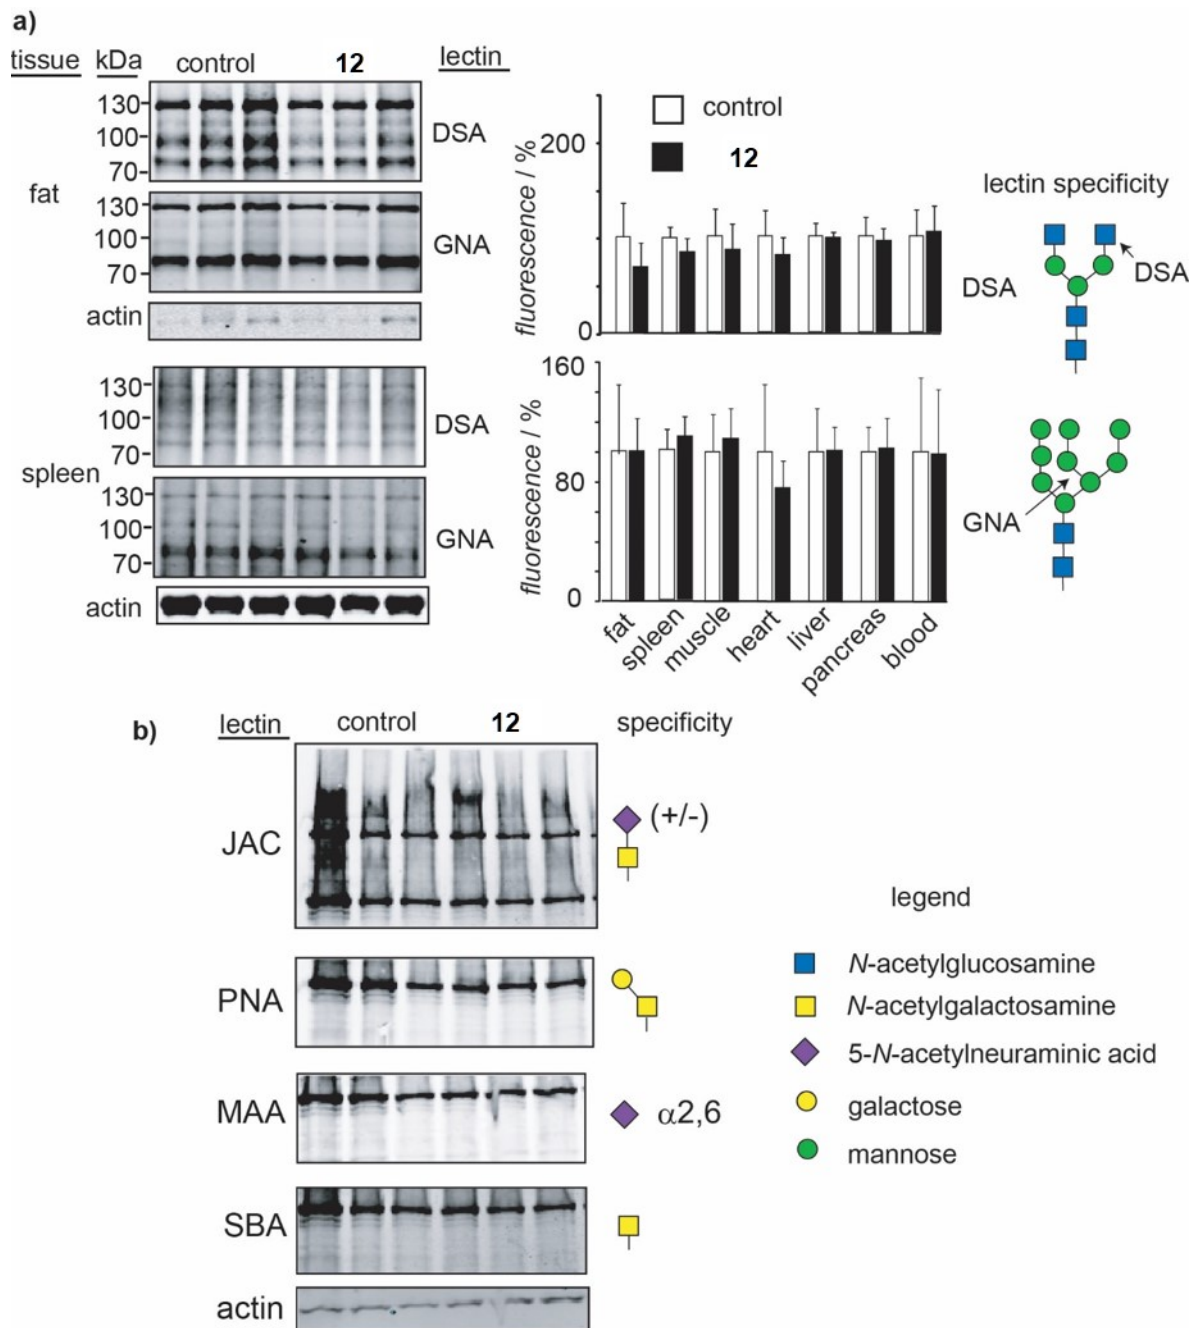 a)
tissue kDa control 12 lectin
130
100
70
DSA
fat
130
100
70
GNA
actin
130
100
70
DSA
spleen
130
100
70
GNA
actin
control
12
fluorescence / %
200
0
DSA
lectin specificity
DSA
fluorescence / %
160
80
0
GNA
fat
spleen
muscle
heart
liver
pancreas
blood
b)
lectin control 12 specificity
JAC
(+/-)
PNA
MAA
α2,6
SBA
actin
legend
N-acetylglucosamine
N-acetylgalactosamine
5-N-acetylneuraminic acid
galactose
mannose